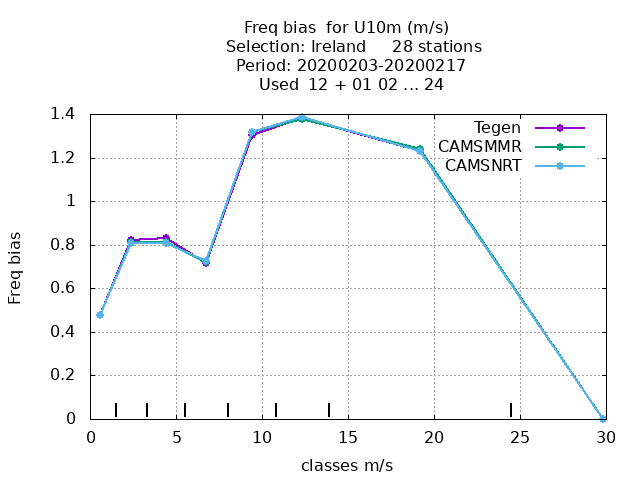 Freq bias  for U10m (m/s)
Selection: Ireland     28 stations
Period: 20200203-20200217
Used  12 + 01 02 ... 24
Tegen
CAMSMMR
CAMSNRT
1.4
1.2
1
0.8
0.6
0.4
0.2
0
Freq bias
0 5 10 15 20 25 30
classes m/s